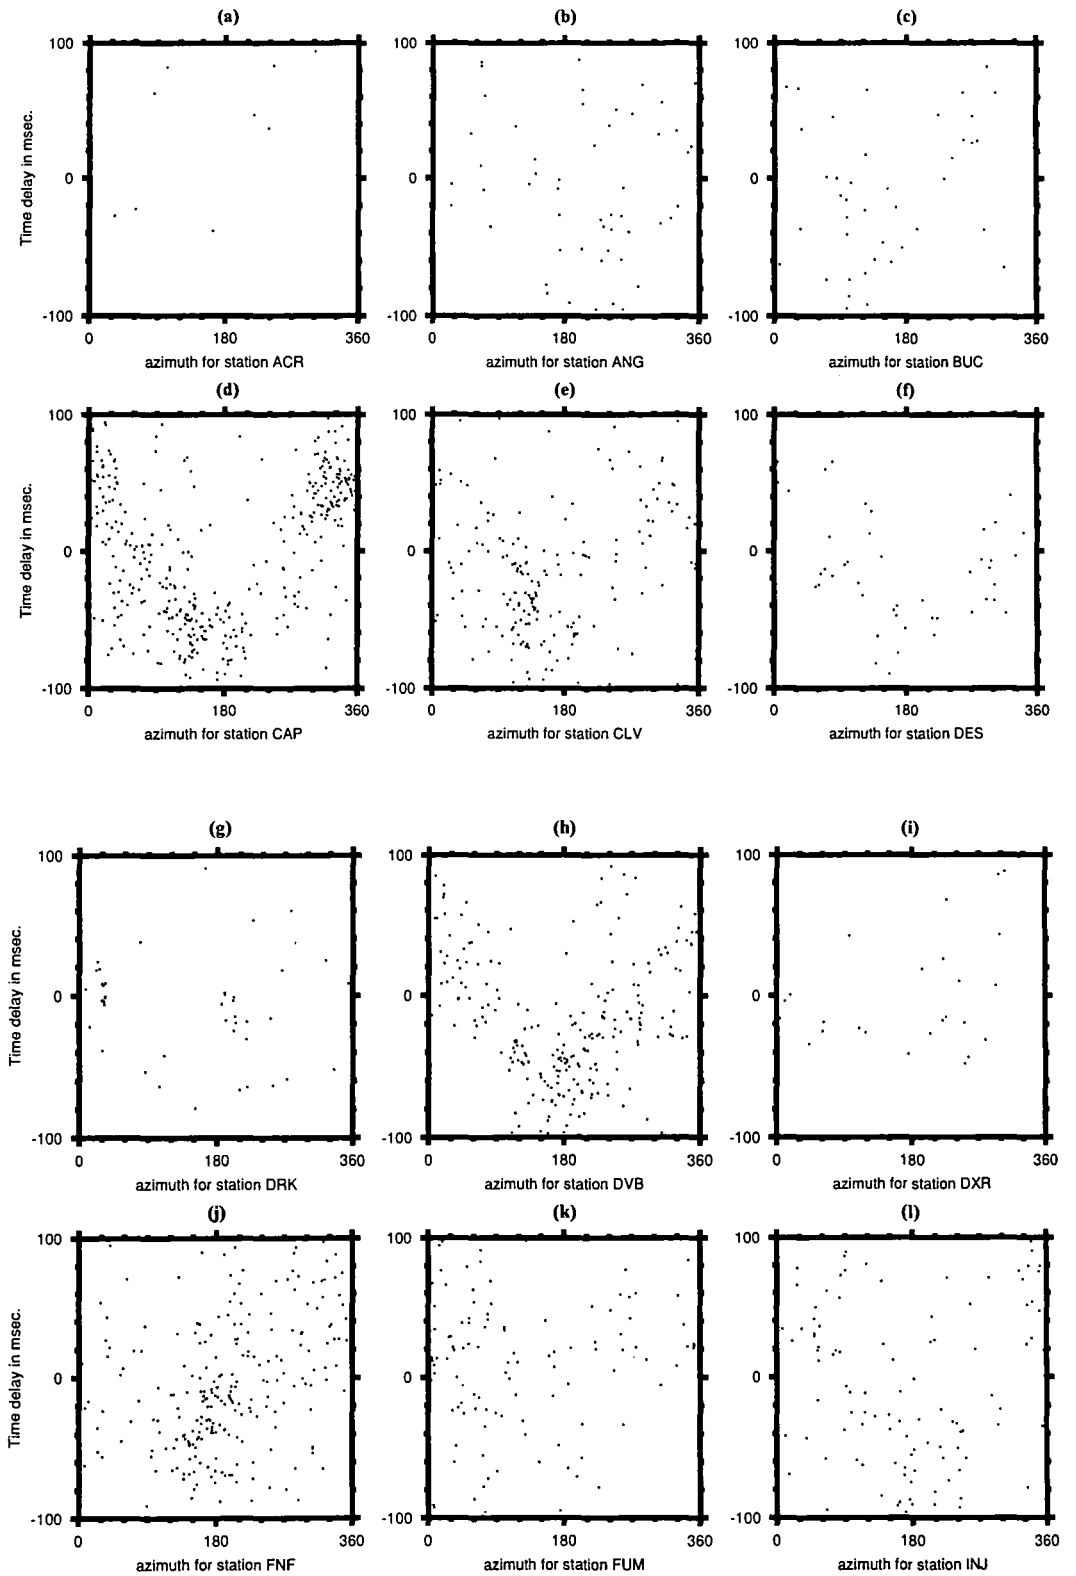 (a) (b) (c)
100 100 100
Time delay in msec.
0 0 0
-100 -100 -100
0 180 360 0 180 360 0 180 360
azimuth for station ACR azimuth for station ANG azimuth for station BUC
(d) (e) (f)
100 100 100
Time delay in msec.
0 0 0
-100 -100 -100
0 180 360 0 180 360 0 180 360
azimuth for station CAP azimuth for station CLV azimuth for station DES
(g) (h) (i)
100 100 100
Time delay in msec.
0 0 0
-100 -100 -100
0 180 360 0 180 360 0 180 360
azimuth for station DRK azimuth for station DVB azimuth for station DXR
(j) (k) (l)
100 100 100
Time delay in msec.
0 0 0
-100 -100 -100
0 180 360 0 180 360 0 180 360
azimuth for station FNF azimuth for station FUM azimuth for station INJ